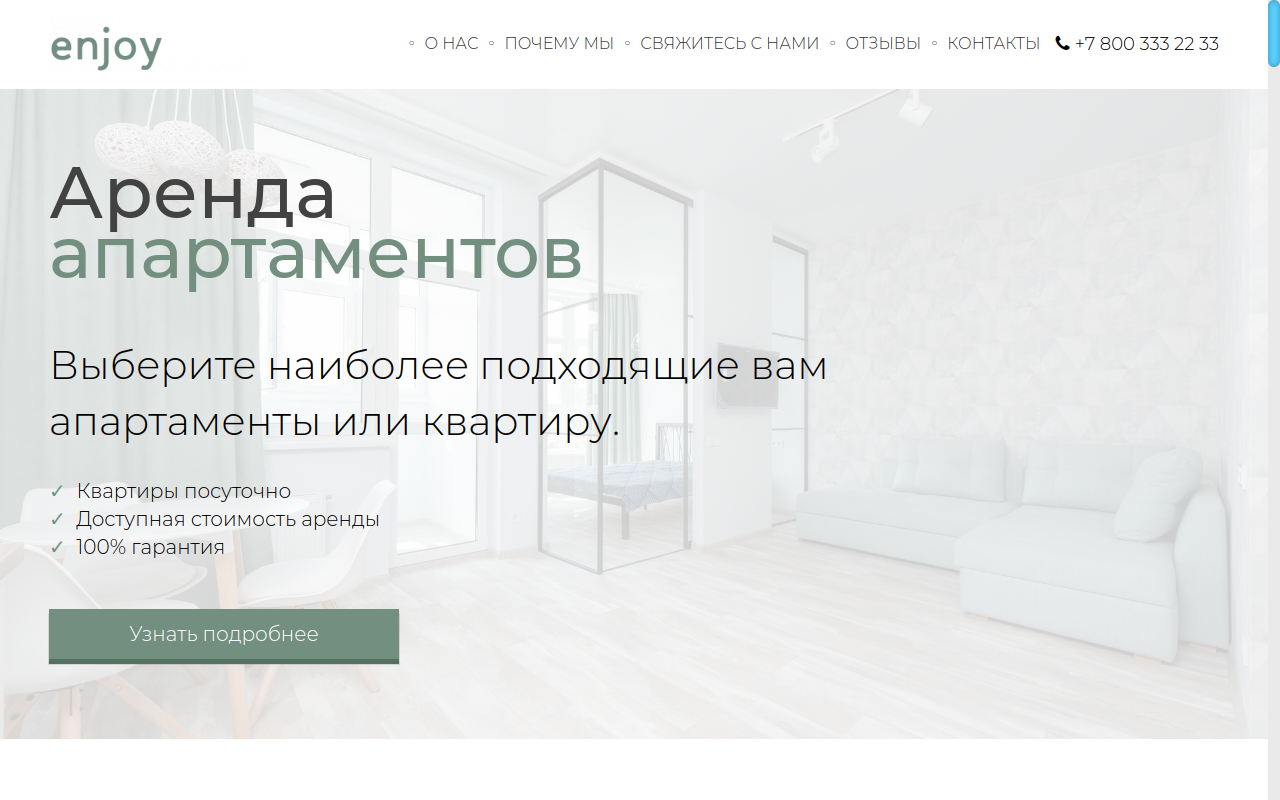 enjoy
О НАС ПОЧЕМУ МЫ СВЯЖИТЕСЬ С НАМИ ОТЗЫВЫ КОНТАКТЫ +7 800 333 22 33
Аренда
апартаментов
Выберите наиболее подходящие вам
апартаменты или квартиру.
✓ Квартиры посуточно
✓ Доступная стоимость аренды
✓ 100% гарантия
Узнать подробнее